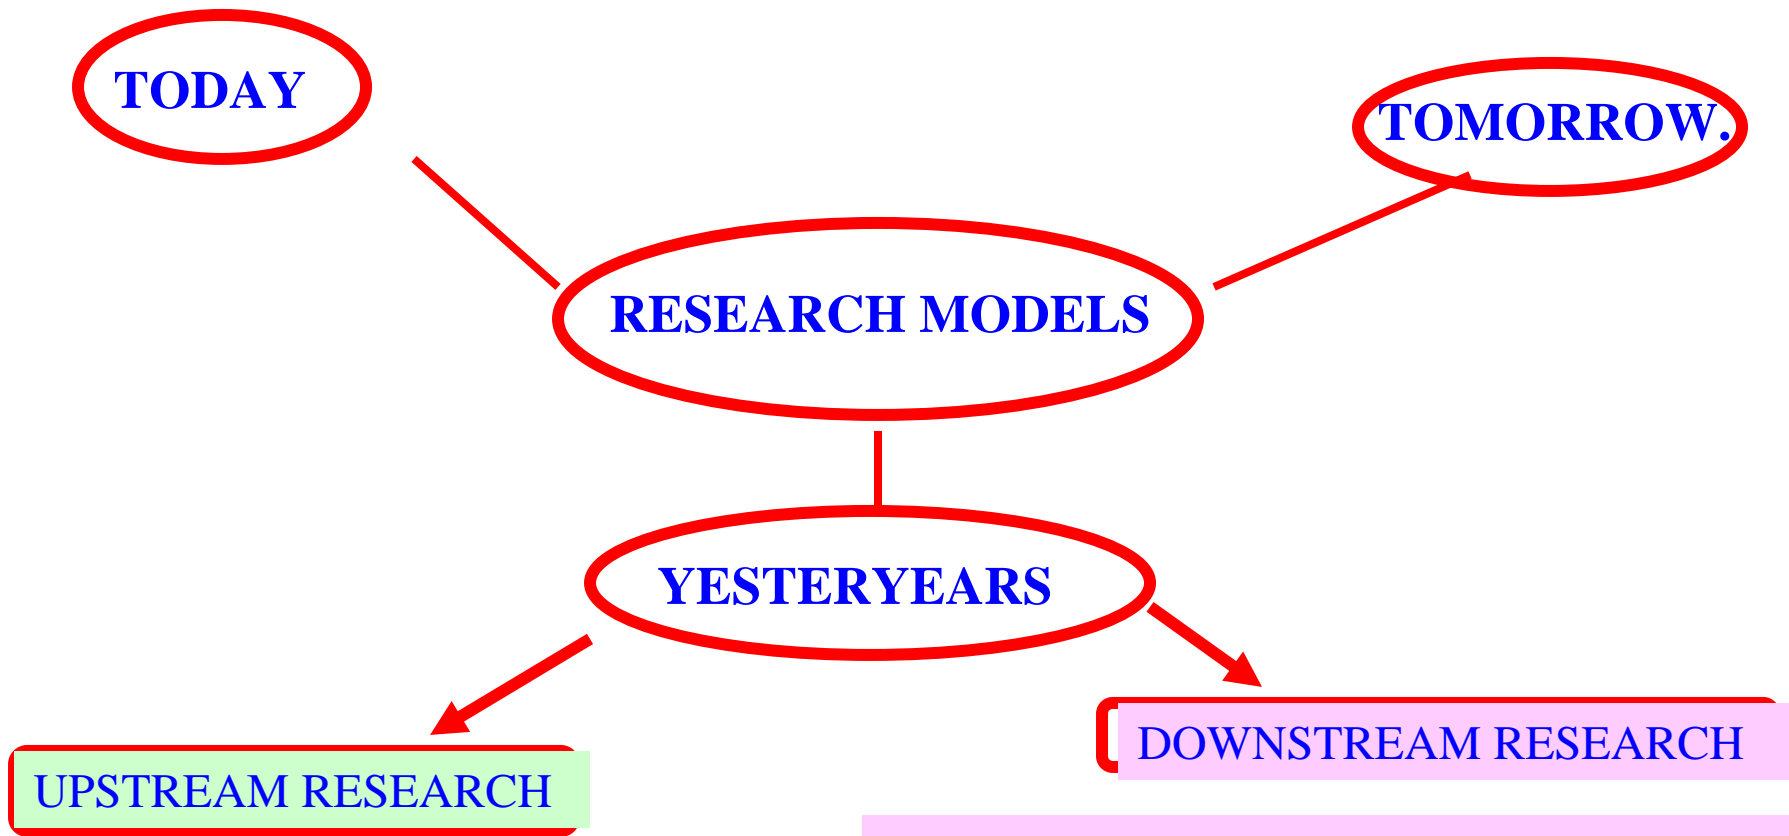 TODAY
TOMORROW.
RESEARCH MODELS
YESTERYEARS
DOWNSTREAM RESEARCH
UPSTREAM RESEARCH